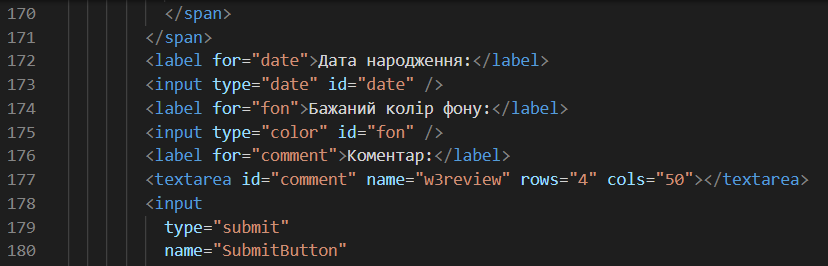 170 </span>
171 </span>
172 <label for="date">Дата народження:</label>
173 <input type="date" id="date" />
174 <label for="fon">Бажаний колір фону:</label>
175 <input type="color" id="fon" />
176 <label for="comment">Коментар:</label>
177 <textarea id="comment" name="w3review" rows="4" cols="50"></textarea>
178 <input
179 type="submit"
180 name="SubmitButton"